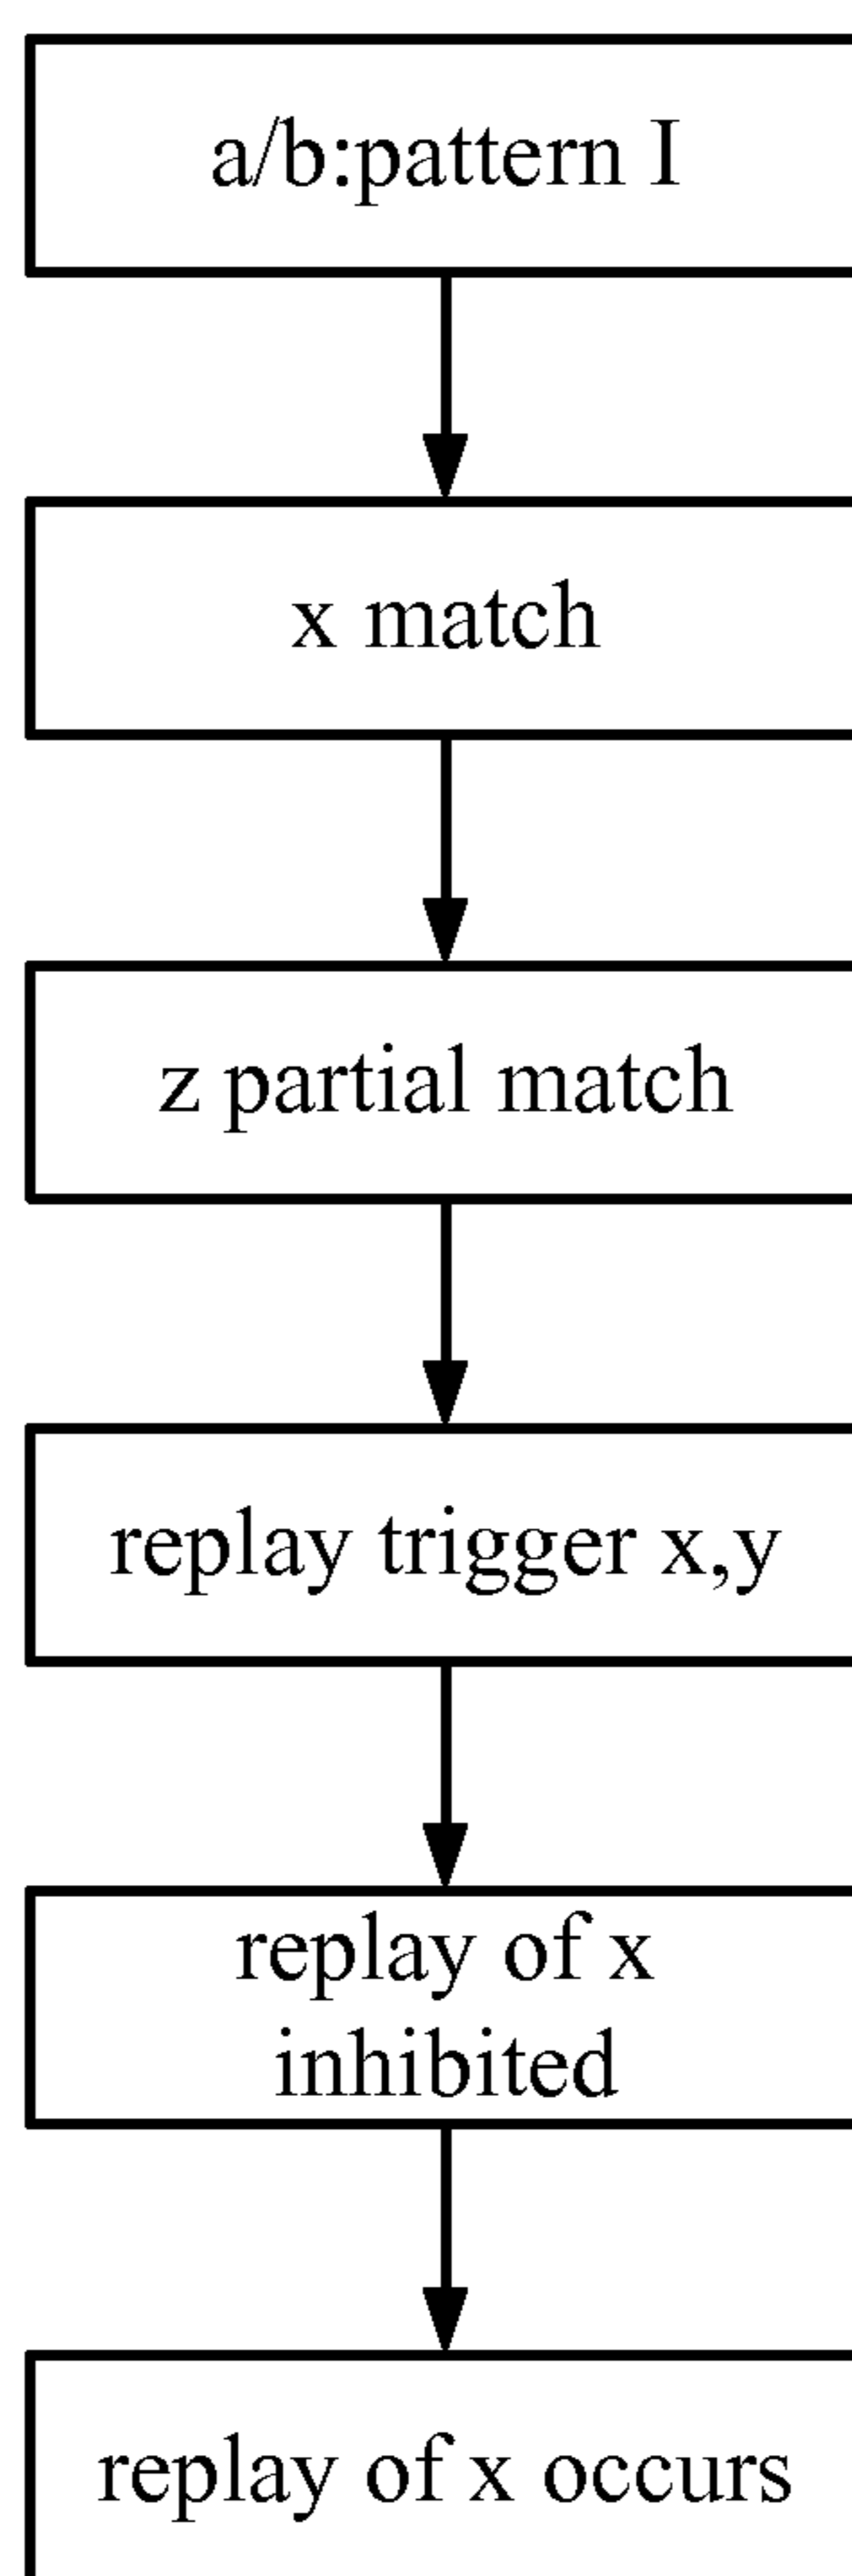 a/b:pattern I
x match
z partial match
replay trigger x,y
replay of x
inhibited
replay of x occurs